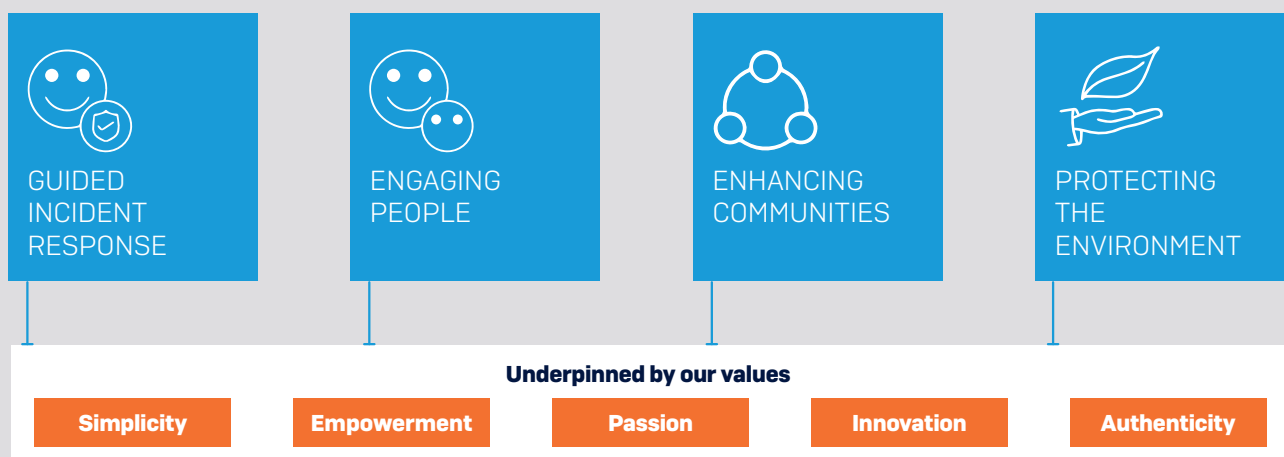 GUIDED
INCIDENT
RESPONSE
ENGAGING
PEOPLE
ENHANCING
COMMUNITIES
PROTECTING
THE
ENVIRONMENT
Underpinned by our values
Simplicity
Empowerment
Passion
Innovation
Authenticity